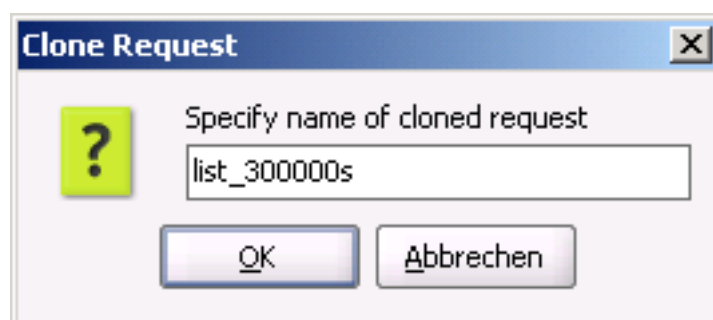 Clone Request
?
Specify name of cloned request
list_300000s
OK
Abbrechen